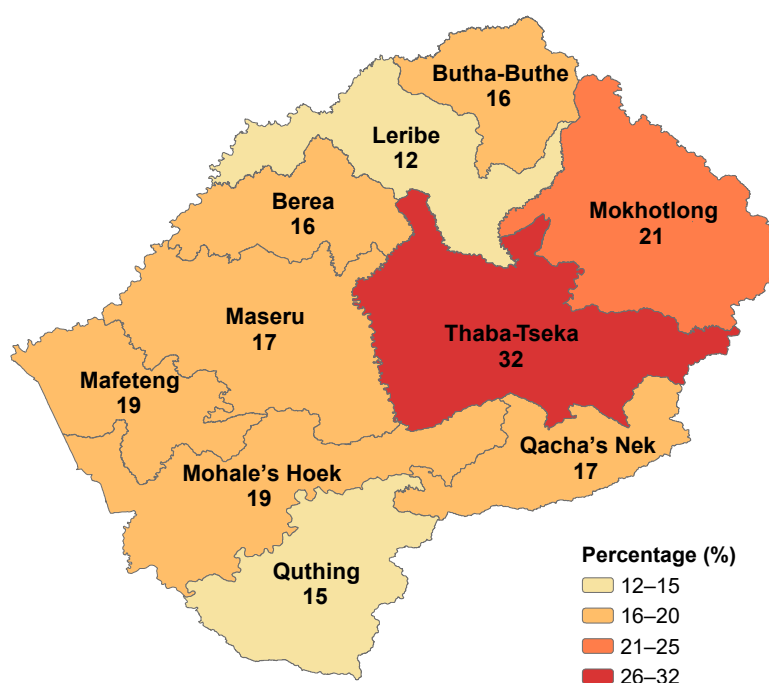 Butha-Buthe
16
Leribe
12
Berea
16
Mokhotlong
21
Maseru
17
Thaba-Tseka
32
Mafeteng
19
Qacha's Nek
17
Mohale's Hoek
19
Quthing
15
Percentage (%)
12–15
16–20
21–25
26–32